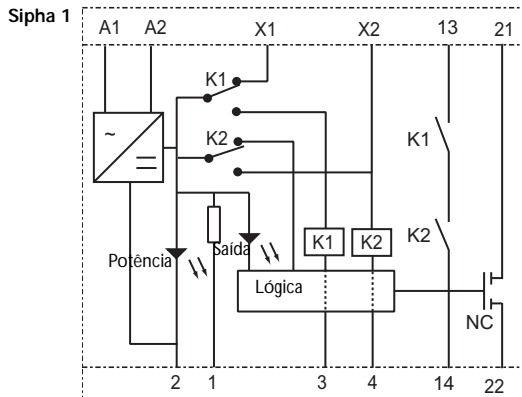 Sipha 1
A1 A2 X1 X2 13 21
K1
K1
~
K2
K2
Potência
Saída
K1 K2
Lógica
NC
2 1 3 4 14 22